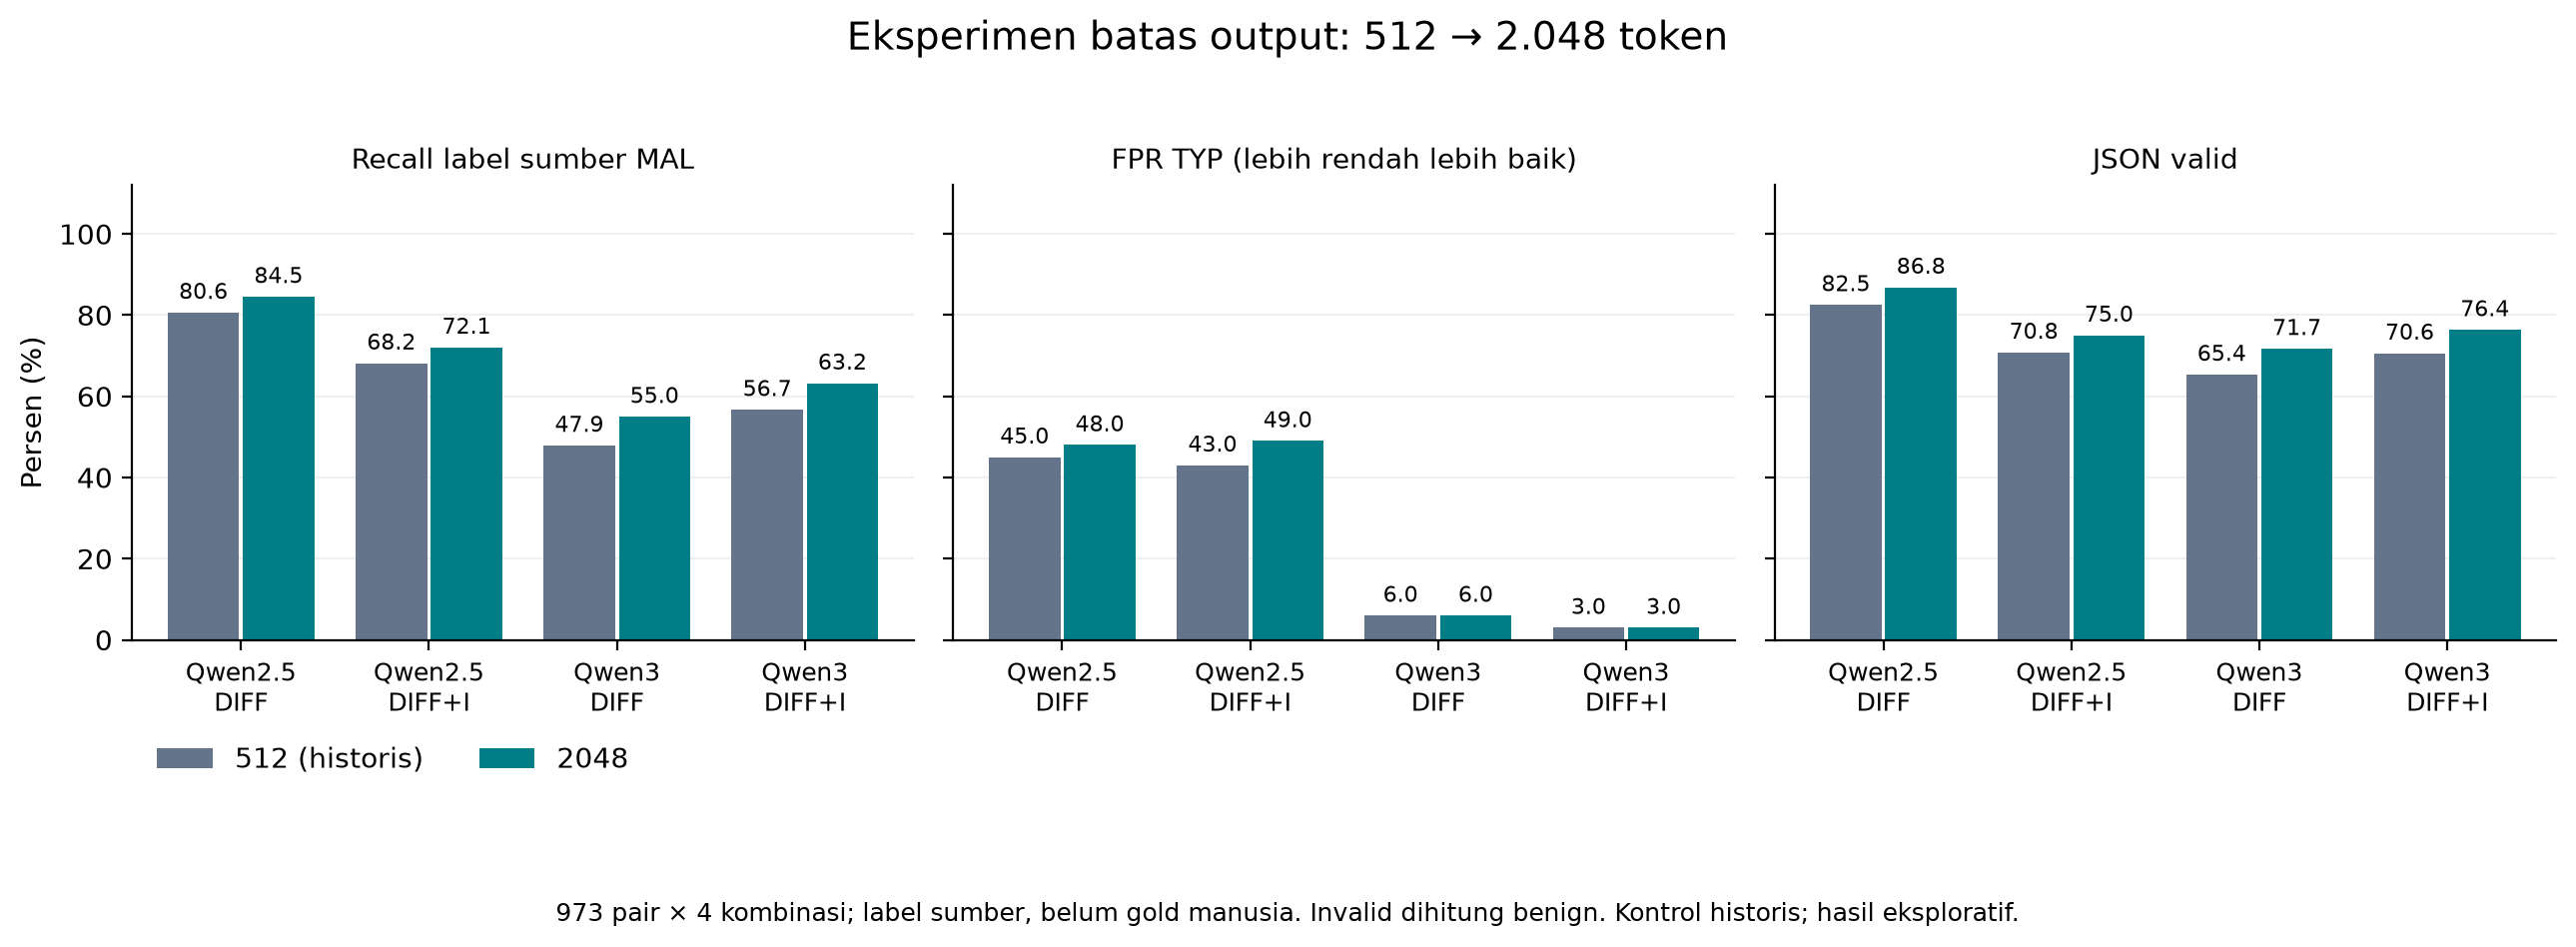 Eksperimen batas output: 512 → 2.048 token
Recall label sumber MAL
Persen (%)
100
80
60
40
20
0
80.6 84.5 68.2 72.1 47.9 55.0 56.7 63.2
Qwen2.5 Qwen2.5 Qwen3 Qwen3
DIFF DIFF+I DIFF DIFF+I
FPR TYP (lebih rendah lebih baik)
45.0 48.0 43.0 49.0 6.0 6.0 3.0 3.0
Qwen2.5 Qwen2.5 Qwen3 Qwen3
DIFF DIFF+I DIFF DIFF+I
JSON valid
82.5 86.8 70.8 75.0 65.4 71.7 70.6 76.4
Qwen2.5 Qwen2.5 Qwen3 Qwen3
DIFF DIFF+I DIFF DIFF+I
512 (historis) 2048
973 pair × 4 kombinasi; label sumber, belum gold manusia. Invalid dihitung benign. Kontrol historis; hasil eksploratif.